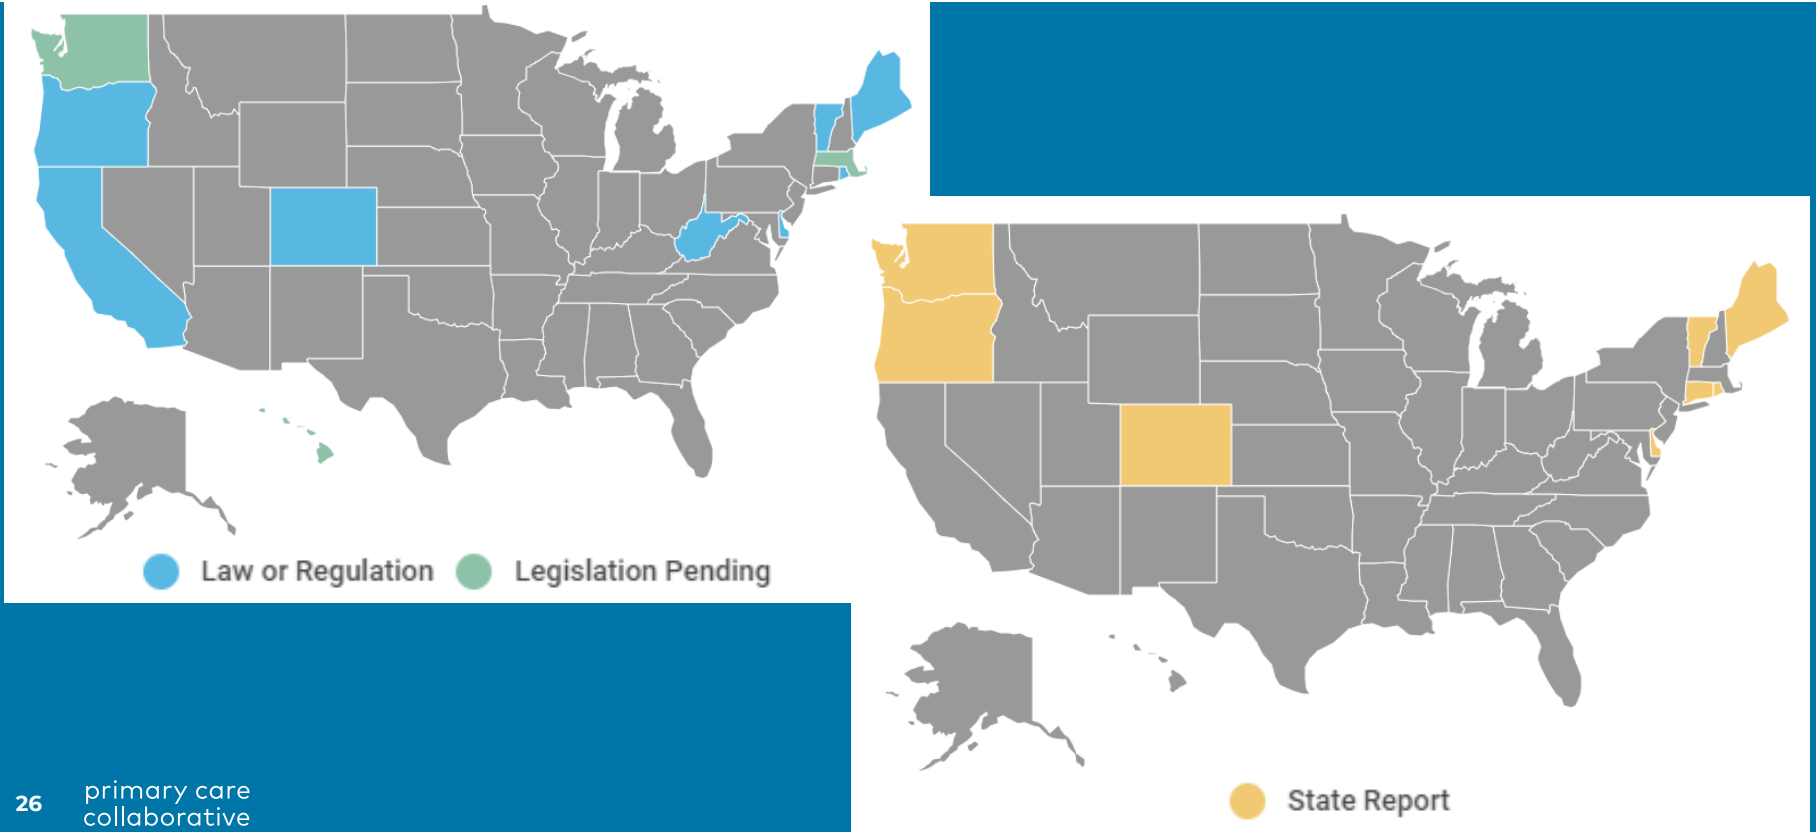 Law or Regulation
Legislation Pending
State Report
26
primary care
collaborative